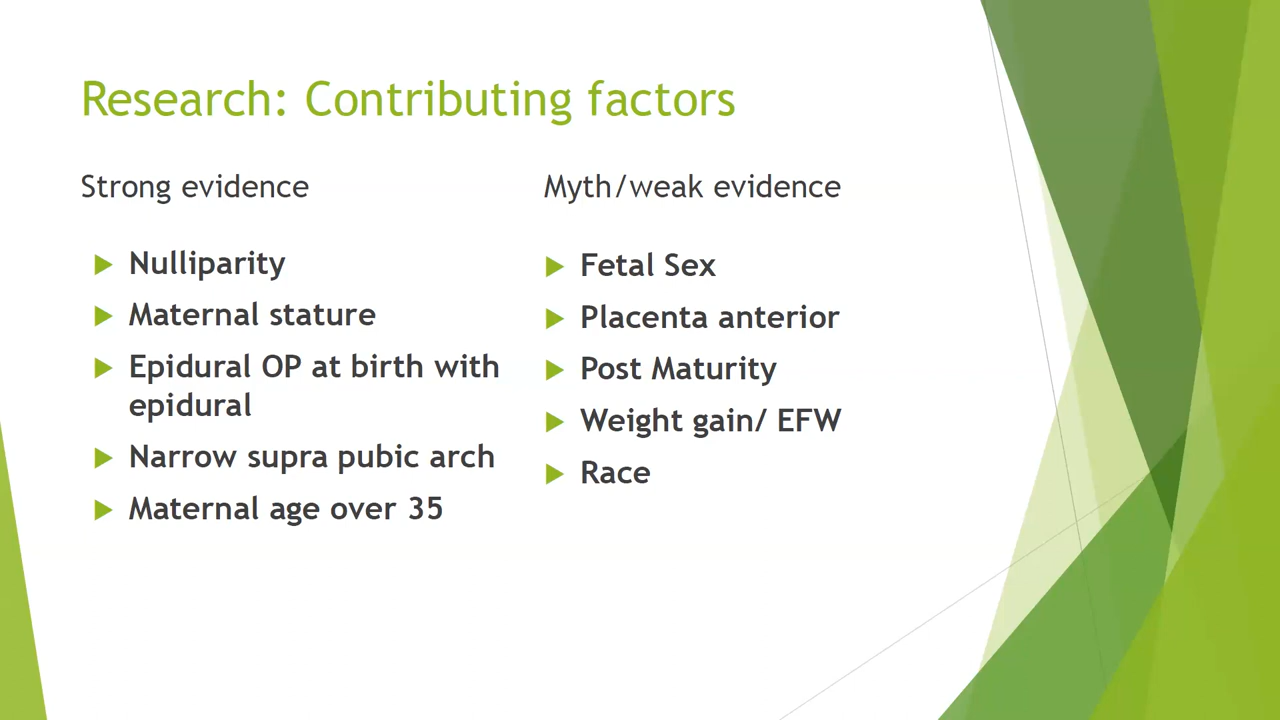 Research: Contributing factors
Strong evidence
Nulliparity
Maternal stature
Epidural OP at birth with
epidural
Narrow supra pubic arch
Maternal age over 35
Myth/weak evidence
Fetal Sex
Placenta anterior
Post Maturity
Weight gain/ EFW
Race